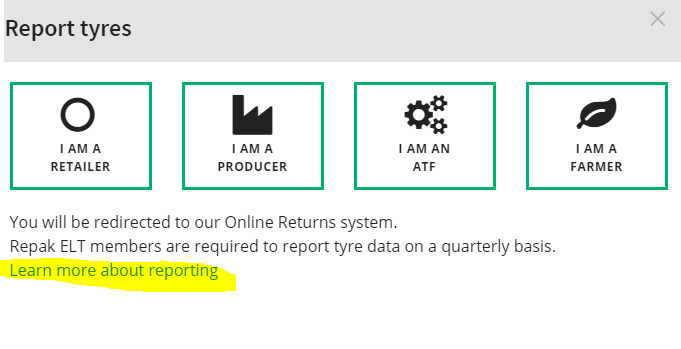 Report tyres
I AM A
RETAILER
I AM A
PRODUCER
I AM AN
ATF
I AM A
FARMER
You will be redirected to our Online Returns system.
Repak ELT members are required to report tyre data on a quarterly basis.
Learn more about reporting